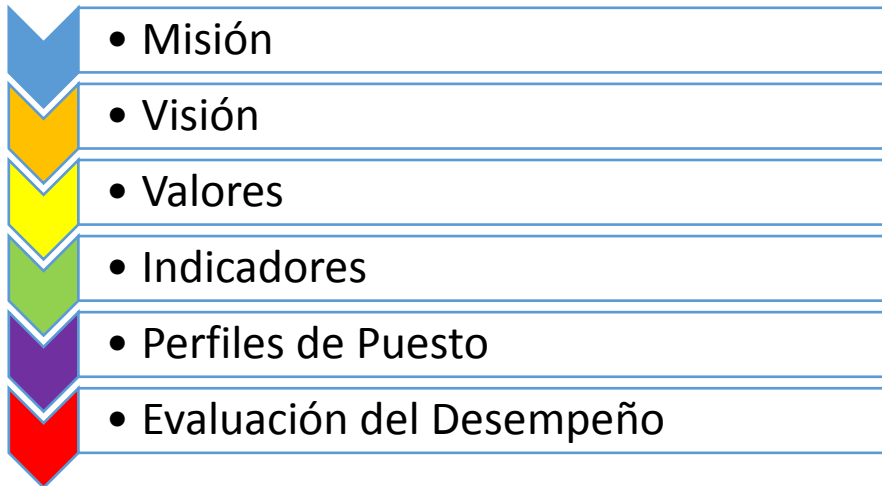 • Misión
• Visión
• Valores
• Indicadores
• Perfiles de Puesto
• Evaluación del Desempeño